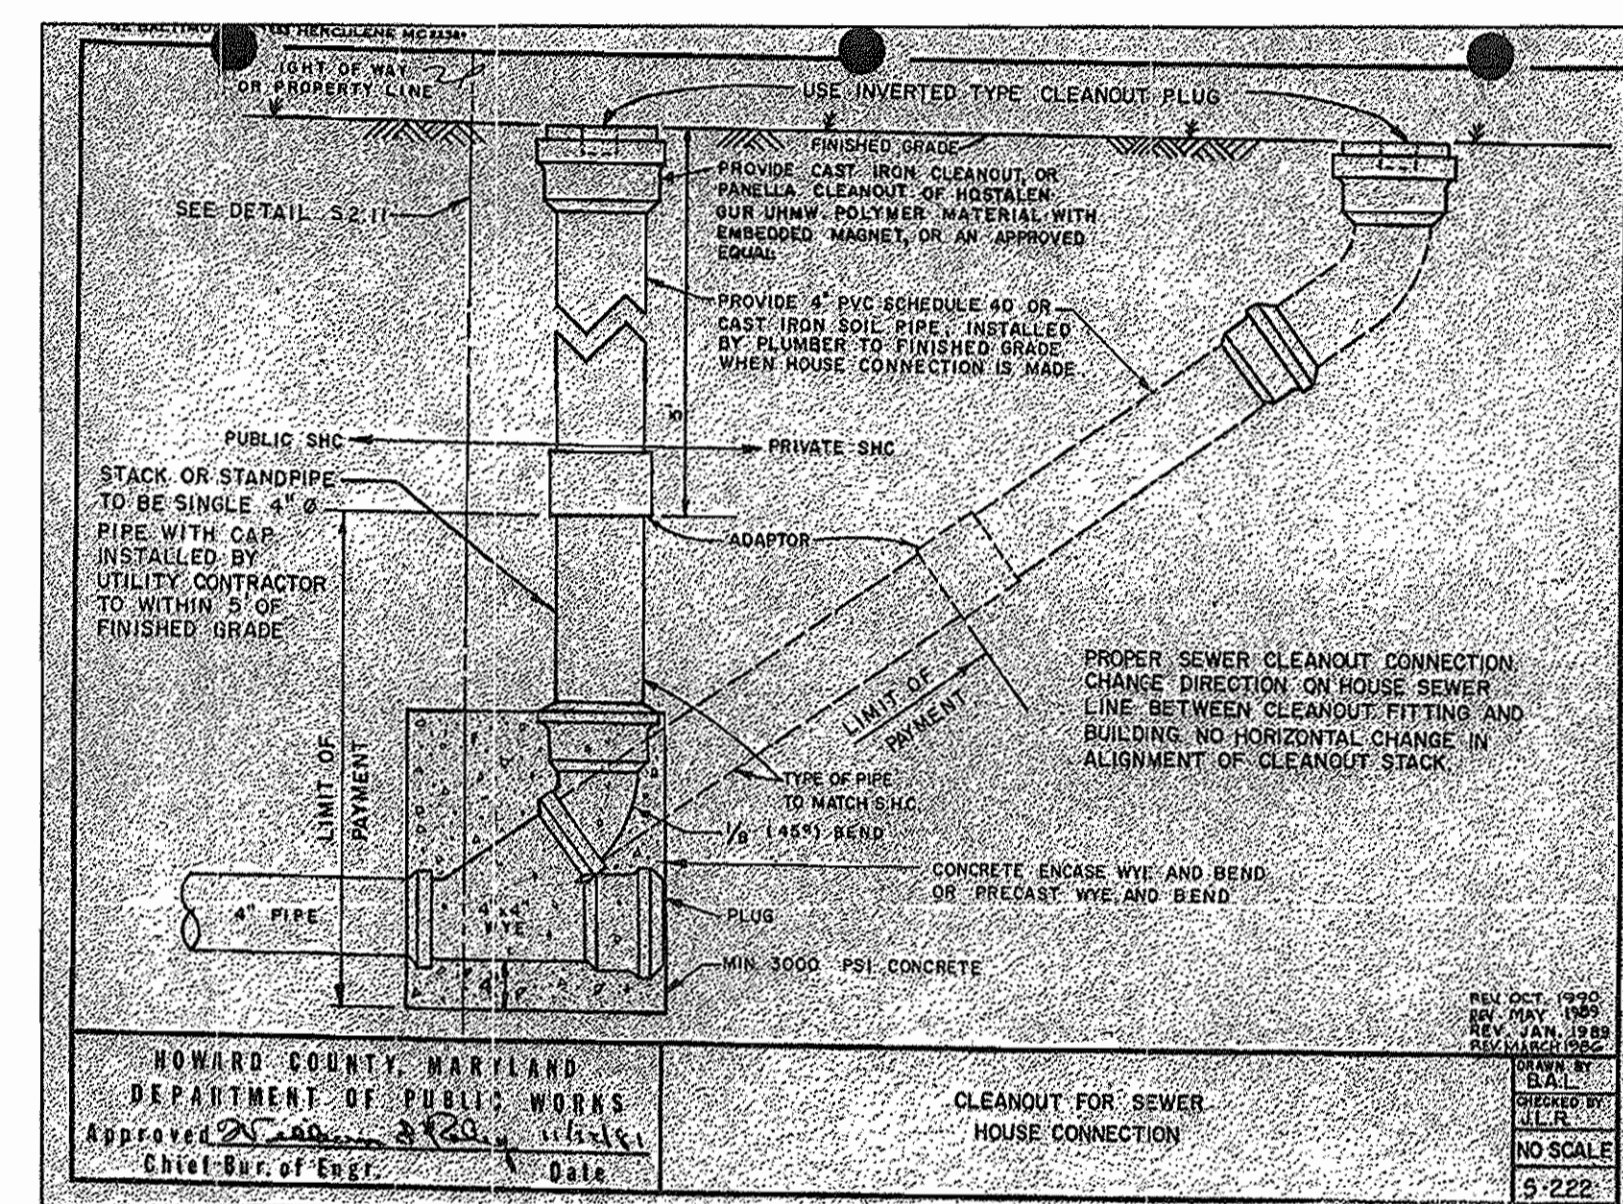 HERCULENE
IGHT OF WAY
OR PROPERTY LINE
USE INVERTED TYPE CLEANOUT PLUG
FINISHED GRADE
PROVIDE CAST IRON CLEANOUT, OR
PANELLA CLEANOUT OF HOSTALEN
GUR UHMW POLYMER MATERIAL WITH
EMBEDDED MAGNET, OR AN APPROVED
EQUAL
SEE DETAIL S 2.11
PROVIDE 4" PVC SCHEDULE 40 OR
CAST IRON SOIL PIPE, INSTALLED
BY PLUMBER TO FINISHED GRADE
WHEN HOUSE CONNECTION IS MADE.
5'
PUBLIC SHC
PRIVATE SHC
STACK OR STANDPIPE
TO BE SINGLE 4" Ø
PIPE WITH CAP
INSTALLED BY
UTILITY CONTRACTOR
TO WITHIN 5 OF
FINISHED GRADE
ADAPTOR
PROPER SEWER CLEANOUT CONNECTION.
CHANGE DIRECTION ON HOUSE SEWER
LINE BETWEEN CLEANOUT FITTING AND
BUILDING. NO HORIZONTAL CHANGE IN
ALIGNMENT OF CLEANOUT STACK.
LIMIT OF
PAYMENT
LIMIT OF
PAYMENT
TYPE OF PIPE
TO MATCH S.H.C.
1/8 (45°) BEND
CONCRETE ENCASE WYE AND BEND
OR PRECAST WYE AND BEND
4" PIPE
4"x4"
WYE
PLUG
MIN. 3000 PSI CONCRETE
4"
REV. OCT. 1990
REV. MAY 1989
REV. JAN. 1989
REV. MARCH 1986
HOWARD COUNTY, MARYLAND
DEPARTMENT OF PUBLIC WORKS
Approved
Chief-Bur. of Engr. Date
CLEANOUT FOR SEWER
HOUSE CONNECTION
DRAWN BY
B.A.L.
CHECKED BY
J.L.R.
NO SCALE
S-222